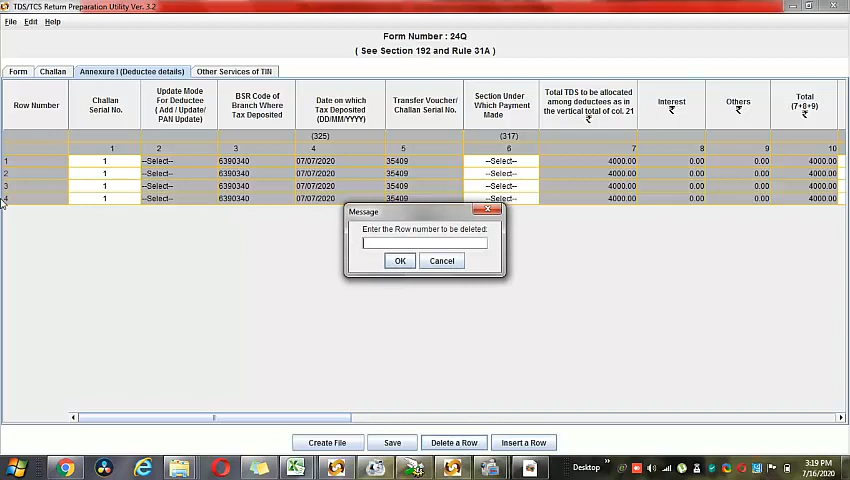 TDS/TCS Return Preparation Utility Ver. 3.2
File Edit Help
Form Number : 24Q
( See Section 192 and Rule 31A )
Form Challan Annexure I (Deductee details) Other Services of TIN
Row Number
Challan Serial No.
Update Mode For Deductee ( Add / Update/ PAN Update)
BSR Code of Branch Where Tax Deposited
Date on which Tax Deposited (DD/MM/YYYY)
Transfer Voucher/ Challan Serial No.
Section Under Which Payment Made
Total TDS to be allocated among deductees as in the vertical total of col. 21 ₹
Interest ₹
Others ₹
Total (7+8+9) ₹
(325) (317)
1 2 3 4 5 6 7 8 9 10
1 1 --Select-- 6390340 07/07/2020 35409 --Select-- 4000.00 0.00 0.00 4000.00
2 1 --Select-- 6390340 07/07/2020 35409 --Select-- 4000.00 0.00 0.00 4000.00
3 1 --Select-- 6390340 07/07/2020 35409 --Select-- 4000.00 0.00 0.00 4000.00
4 1 --Select-- 6390340 07/07/2020 35409 --Select-- 4000.00 0.00 0.00 4000.00
Message
Enter the Row number to be deleted:
OK Cancel
Create File Save Delete a Row Insert a Row
Desktop »
3:19 PM
7/16/2020